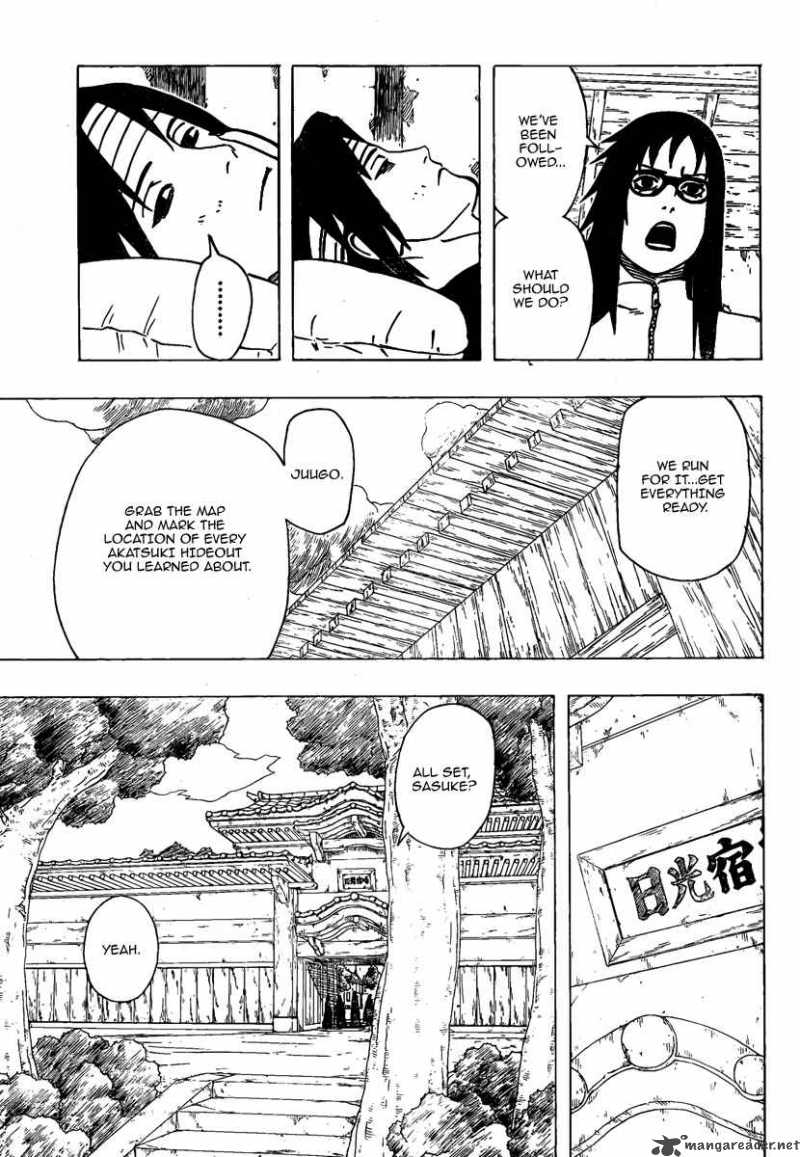 WE'VE
BEEN
FOLL-
OWED...
WHAT
SHOULD
WE DO?
........
WE RUN
FOR IT...GET
EVERYTHING
READY.
JUUGO.
GRAB THE MAP
AND MARK THE
LOCATION OF EVERY
AKATSUKI HIDEOUT
YOU LEARNED ABOUT.
日光宿
ALL SET,
SASUKE?
YEAH.
mangareader.net